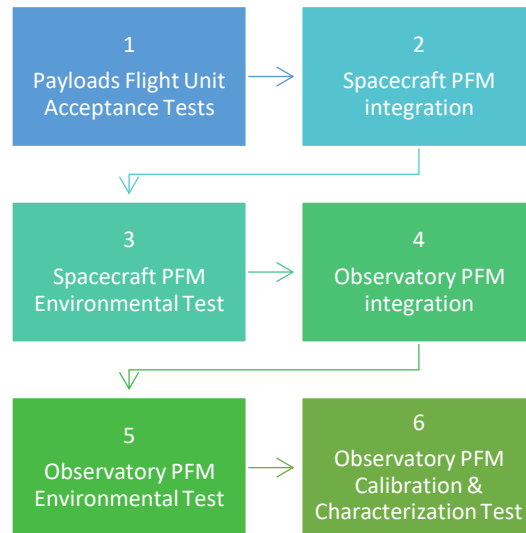 1
Payloads Flight Unit
Acceptance Tests
2
Spacecraft PFM
integration
3
Spacecraft PFM
Environmental Test
4
Observatory PFM
integration
5
Observatory PFM
Environmental Test
6
Observatory PFM
Calibration &
Characterization Test